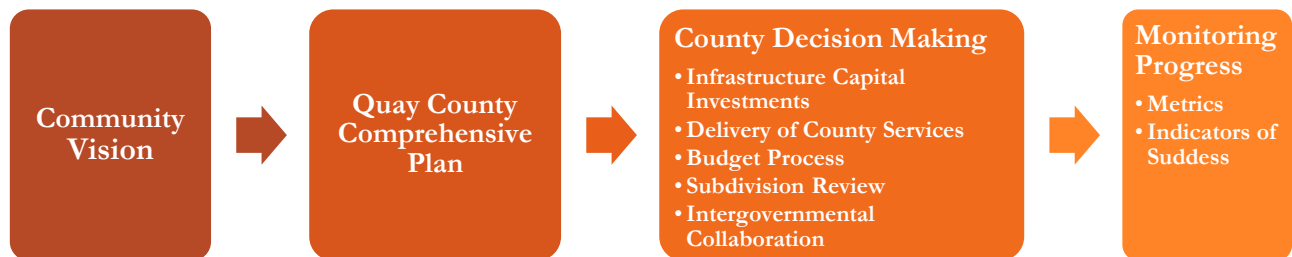 Community
Vision
Quay County
Comprehensive
Plan
County Decision Making
• Infrastructure Capital
Investments
• Delivery of County Services
• Budget Process
• Subdivision Review
• Intergovernmental
Collaboration
Monitoring
Progress
• Metrics
• Indicators of
Suddess